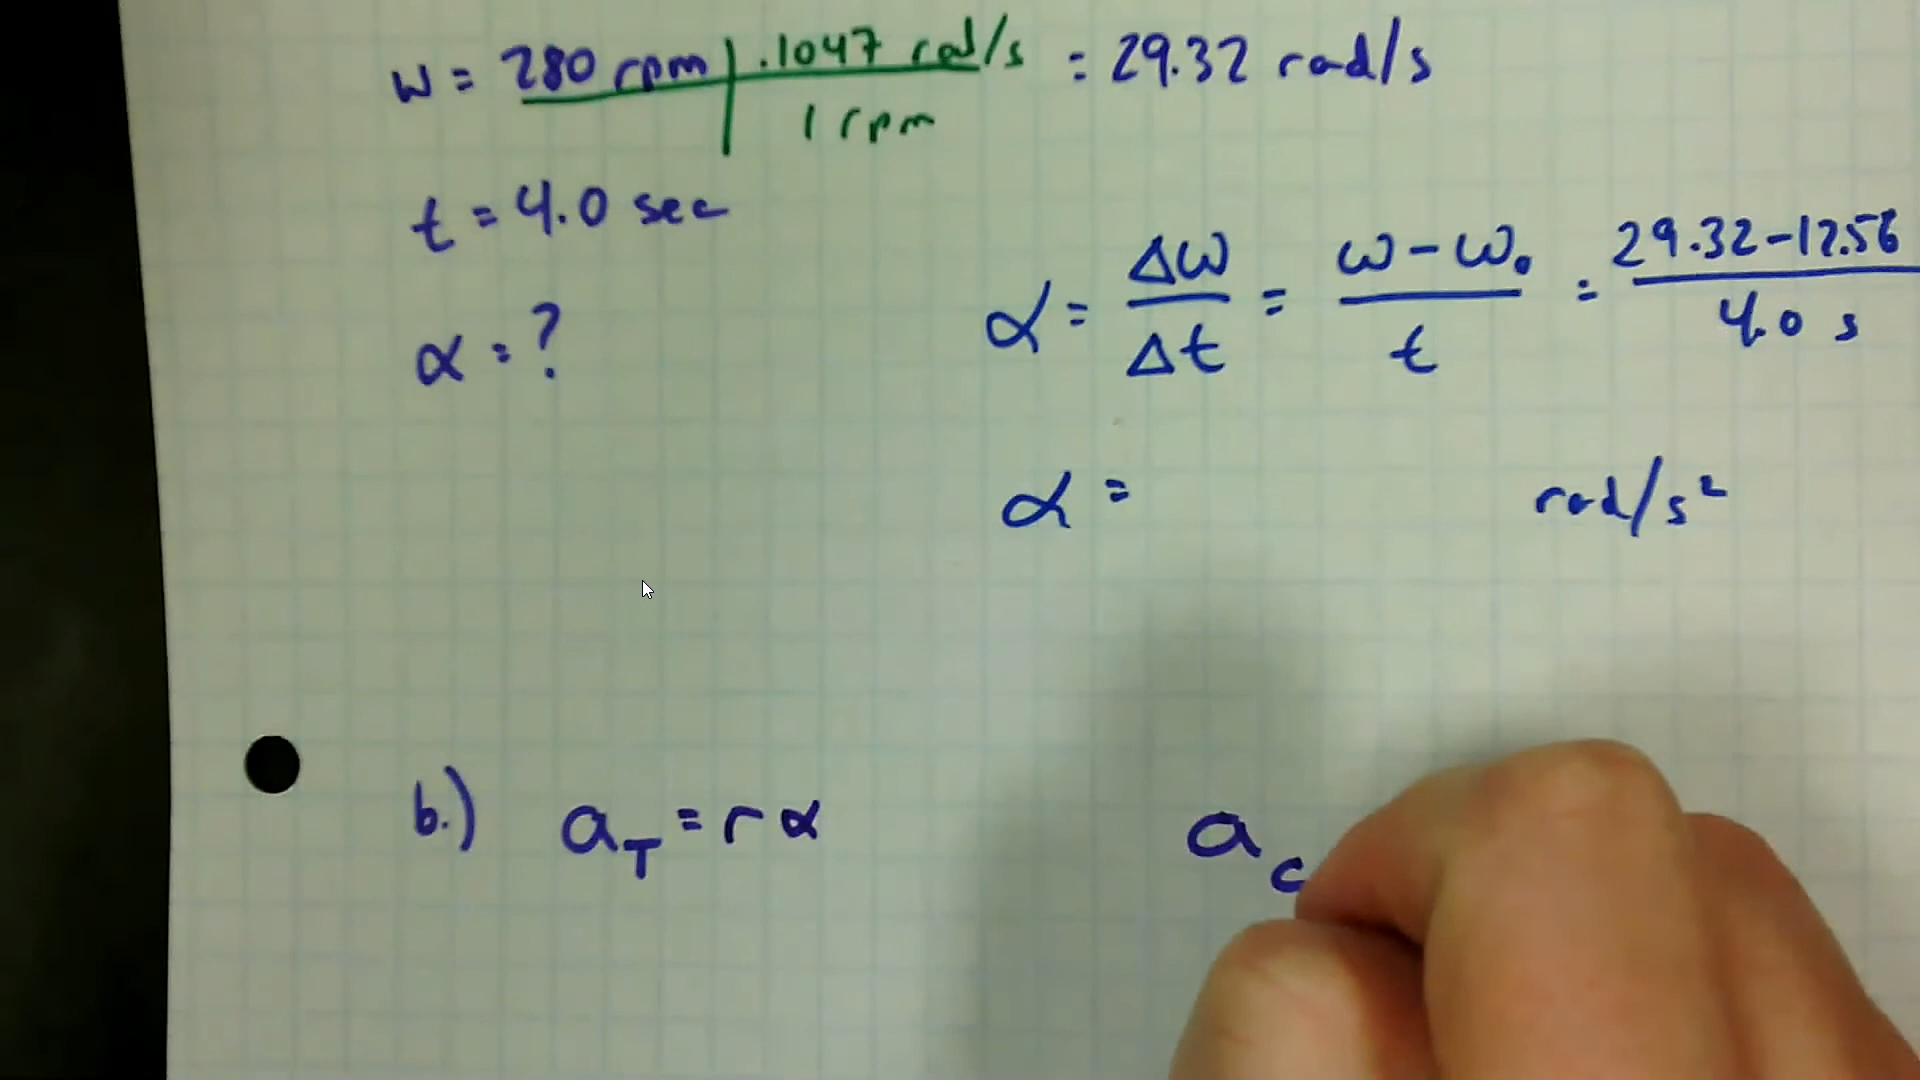 ω = 280 rpm | .1047 rad/s = 29.32 rad/s
1 rpm
t = 4.0 sec
α = Δω/Δt = ω - ω₀/t = 29.32-12.56/4.0 s
α = ?
α = rad/s²
b.) a_T = r α a_c